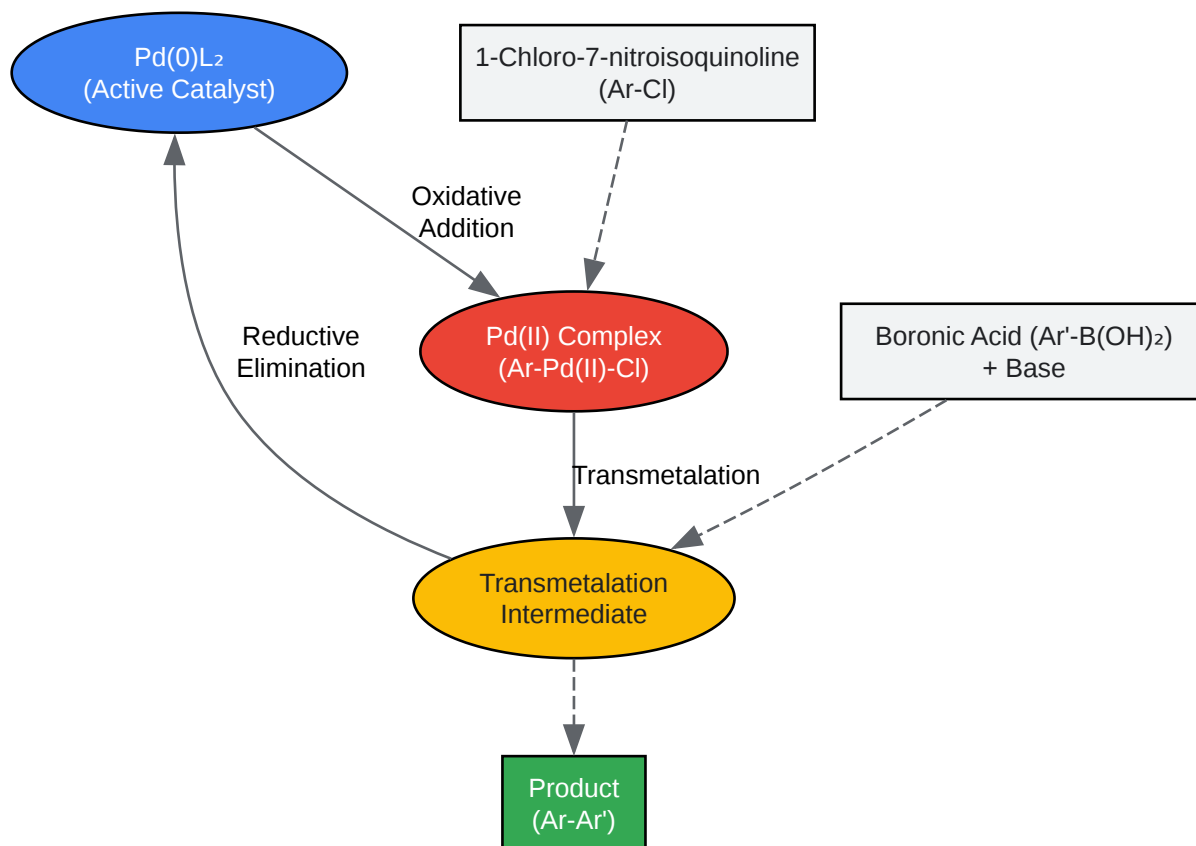 Pd(0)L₂
(Active Catalyst)
1-Chloro-7-nitroisoquinoline
(Ar-Cl)
Oxidative
Addition
Reductive
Elimination
Pd(II) Complex
(Ar-Pd(II)-Cl)
Boronic Acid (Ar'-B(OH)₂)
+ Base
Transmetalation
Transmetalation
Intermediate
Product
(Ar-Ar')